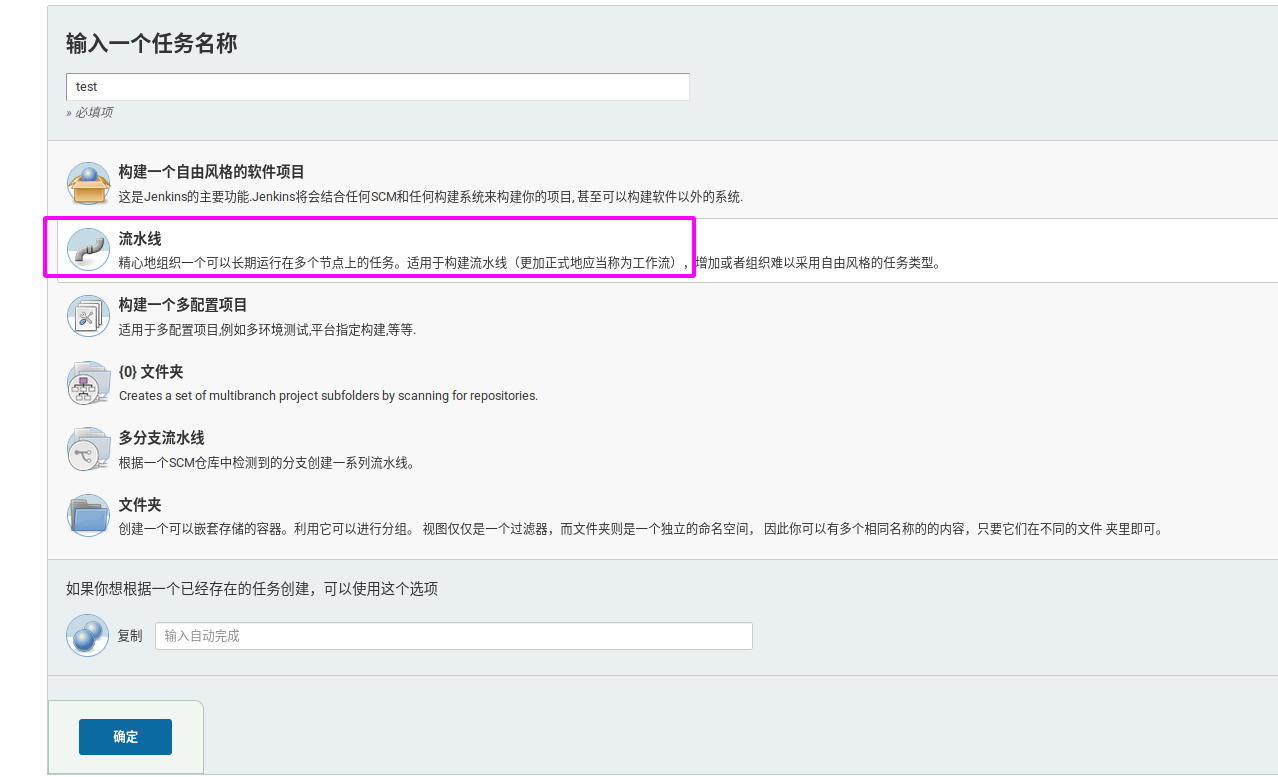 输入一个任务名称
test
» 必填项
构建一个自由风格的软件项目
这是Jenkins的主要功能.Jenkins将会结合任何SCM和任何构建系统来构建你的项目, 甚至可以构建软件以外的系统.
流水线
精心地组织一个可以长期运行在多个节点上的任务。适用于构建流水线（更加正式地应当称为工作流），增加或者组织难以采用自由风格的任务类型。
构建一个多配置项目
适用于多配置项目,例如多环境测试,平台指定构建,等等.
{0} 文件夹
Creates a set of multibranch project subfolders by scanning for repositories.
多分支流水线
根据一个SCM仓库中检测到的分支创建一系列流水线。
文件夹
创建一个可以嵌套存储的容器。利用它可以进行分组。 视图仅仅是一个过滤器，而文件夹则是一个独立的命名空间， 因此你可以有多个相同名称的的内容，只要它们在不同的文件 夹里即可。
如果你想根据一个已经存在的任务创建，可以使用这个选项
复制 输入自动完成
确定